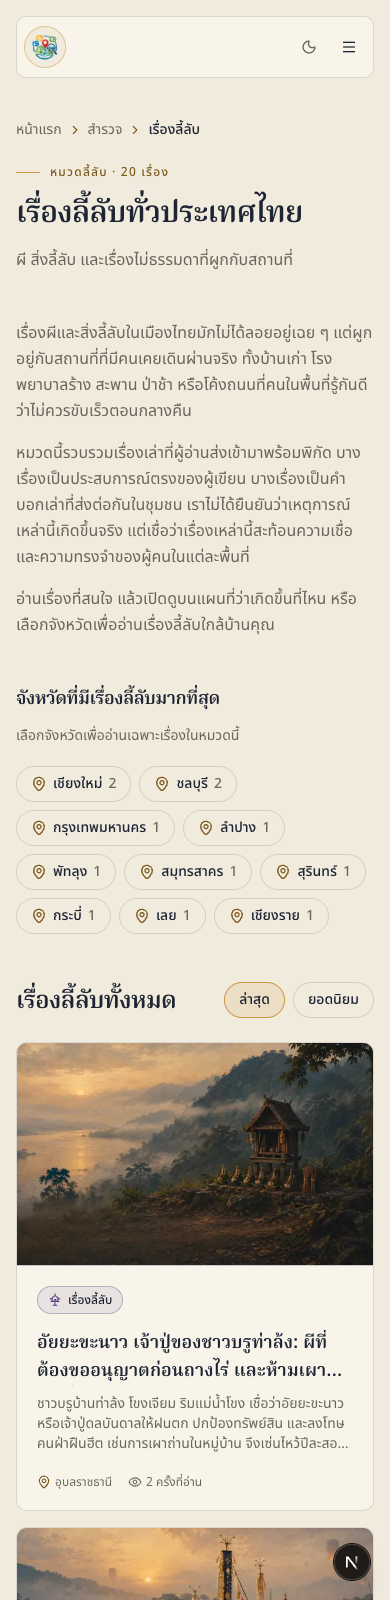 หน้าแรก > สำรวจ > เรื่องลี้ลับ
หมวดลี้ลับ · 20 เรื่อง
เรื่องลี้ลับทั่วประเทศไทย
ผี สิ่งลี้ลับ และเรื่องไม่ธรรมดาที่ผูกกับสถานที่
เรื่องผีและสิ่งลี้ลับในเมืองไทยมักไม่ได้ลอยอยู่เฉย ๆ แต่ผูก
อยู่กับสถานที่ที่มีคนเคยเดินผ่านจริง ทั้งบ้านเก่า โรง
พยาบาลร้าง สะพาน ป่าช้า หรือโค้งถนนที่คนในพื้นที่รู้กันดี
ว่าไม่ควรขับเร็วตอนกลางคืน
หมวดนี้รวบรวมเรื่องเล่าที่ผู้อ่านส่งเข้ามาพร้อมพิกัด บาง
เรื่องเป็นประสบการณ์ตรงของผู้เขียน บางเรื่องเป็นคำ
บอกเล่าที่ส่งต่อกันในชุมชน เราไม่ได้ยืนยันว่าเหตุการณ์
เหล่านี้เกิดขึ้นจริง แต่เชื่อว่าเรื่องเหล่านี้สะท้อนความเชื่อ
และความทรงจำของผู้คนในแต่ละพื้นที่
อ่านเรื่องที่สนใจ แล้วเปิดดูบนแผนที่ว่าเกิดขึ้นที่ไหน หรือ
เลือกจังหวัดเพื่ออ่านเรื่องลี้ลับใกล้บ้านคุณ
จังหวัดที่มีเรื่องลี้ลับมากที่สุด
เลือกจังหวัดเพื่ออ่านเฉพาะเรื่องในหมวดนี้
เชียงใหม่ 2 ชลบุรี 2
กรุงเทพมหานคร 1 ลำปาง 1
พัทลุง 1 สมุทรสาคร 1 สุรินทร์ 1
กระบี่ 1 เลย 1 เชียงราย 1
เรื่องลี้ลับทั้งหมด ล่าสุด ยอดนิยม
เรื่องลี้ลับ
อัยยะขะนาว เจ้าปู่ของชาวบรูท่าล้ง: ผีที่
ต้องขออนุญาตก่อนถางไร่ และห้ามเผา...
ชาวบรูบ้านท่าล้ง โขงเจียม ริมแม่น้ำโขง เชื่อว่าอัยยะขะนาว
หรือเจ้าปู่ดลบันดาลให้ฝนตก ปกป้องทรัพย์สิน และลงโทษ
คนฝ่าฝืนฮีต เช่นการเผาถ่านในหมู่บ้าน จึงเซ่นไหว้ปีละสอ...
อุบลราชธานี 2 ครั้งที่อ่าน
N